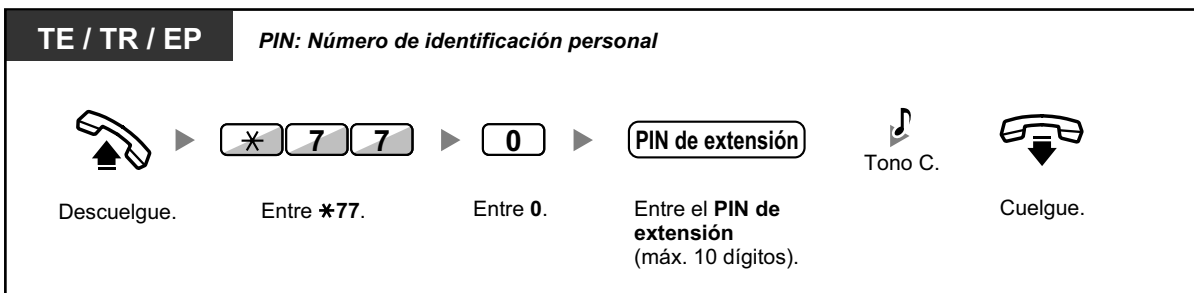 TE / TR / EP PIN: Número de identificación personal
* 7 7 0 PIN de extensión
Tono C.
Descuelgue. Entre *77. Entre 0. Entre el PIN de Cuelgue.
extensión
(máx. 10 dígitos).